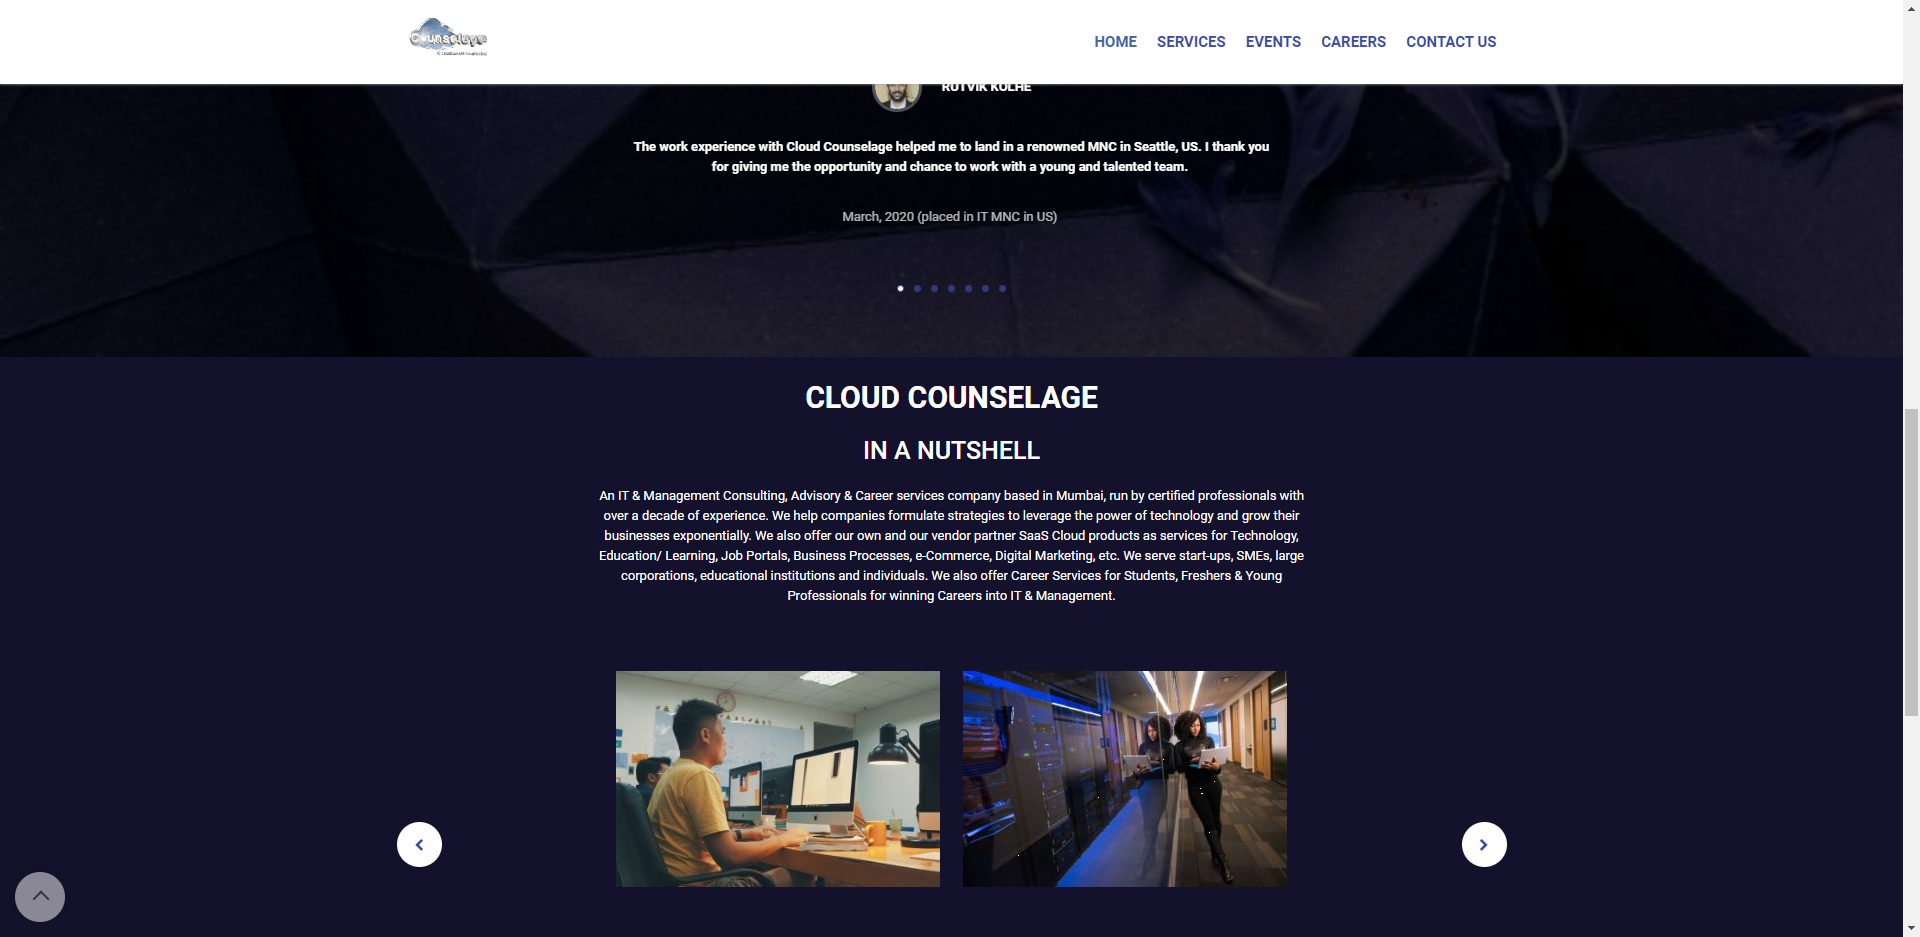 Counselage
HOME SERVICES EVENTS CAREERS CONTACT US
RUTVIK KOLHE
The work experience with Cloud Counselage helped me to land in a renowned MNC in Seattle, US. I thank you
for giving me the opportunity and chance to work with a young and talented team.
March, 2020 (placed in IT MNC in US)
CLOUD COUNSELAGE
IN A NUTSHELL
An IT & Management Consulting, Advisory & Career services company based in Mumbai, run by certified professionals with
over a decade of experience. We help companies formulate strategies to leverage the power of technology and grow their
businesses exponentially. We also offer our own and our vendor partner SaaS Cloud products as services for Technology,
Education/ Learning, Job Portals, Business Processes, e-Commerce, Digital Marketing, etc. We serve start-ups, SMEs, large
corporations, educational institutions and individuals. We also offer Career Services for Students, Freshers & Young
Professionals for winning Careers into IT & Management.